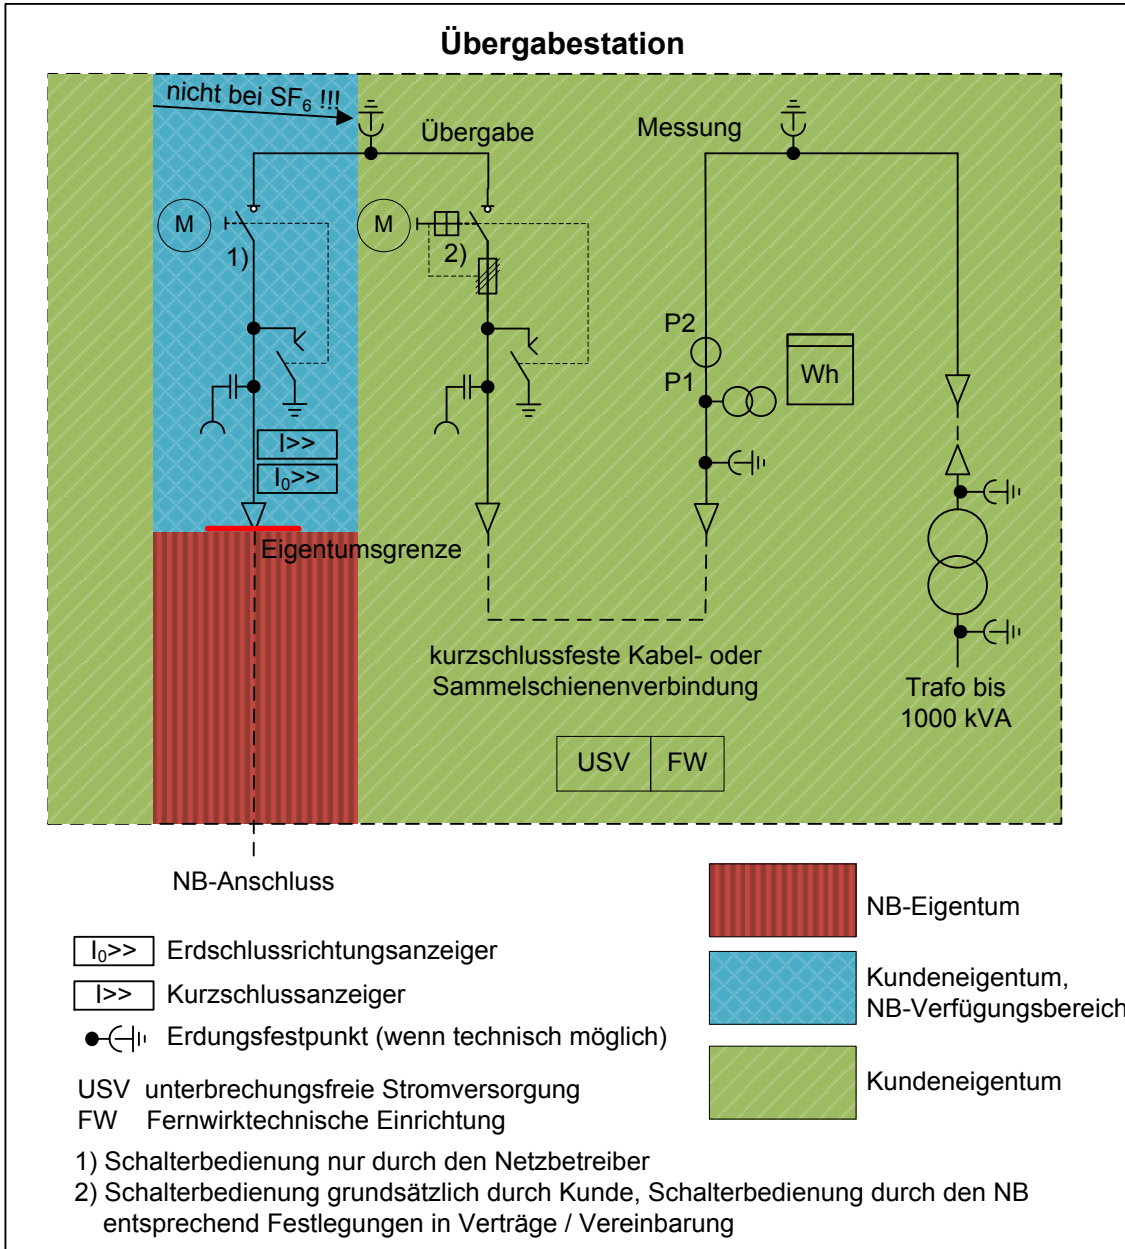 Übergabestation
nicht bei SF₆ !!!
Übergabe
Messung
M
M
1)
2)
P2
P1
Wh
I>>
I₀>>
Eigentumsgrenze
kurzschlussfeste Kabel- oder
Sammelschienenverbindung
Trafo bis
1000 kVA
USV
FW
NB-Anschluss
I₀>> Erdschlussrichtungsanzeiger
I>> Kurzschlussanzeiger
Erdungsfestpunkt (wenn technisch möglich)
USV unterbrechungsfreie Stromversorgung
FW Fernwirktechnische Einrichtung
NB-Eigentum
Kundeneigentum,
NB-Verfügungsbereich
Kundeneigentum
1) Schalterbedienung nur durch den Netzbetreiber
2) Schalterbedienung grundsätzlich durch Kunde, Schalterbedienung durch den NB
entsprechend Festlegungen in Verträge / Vereinbarung